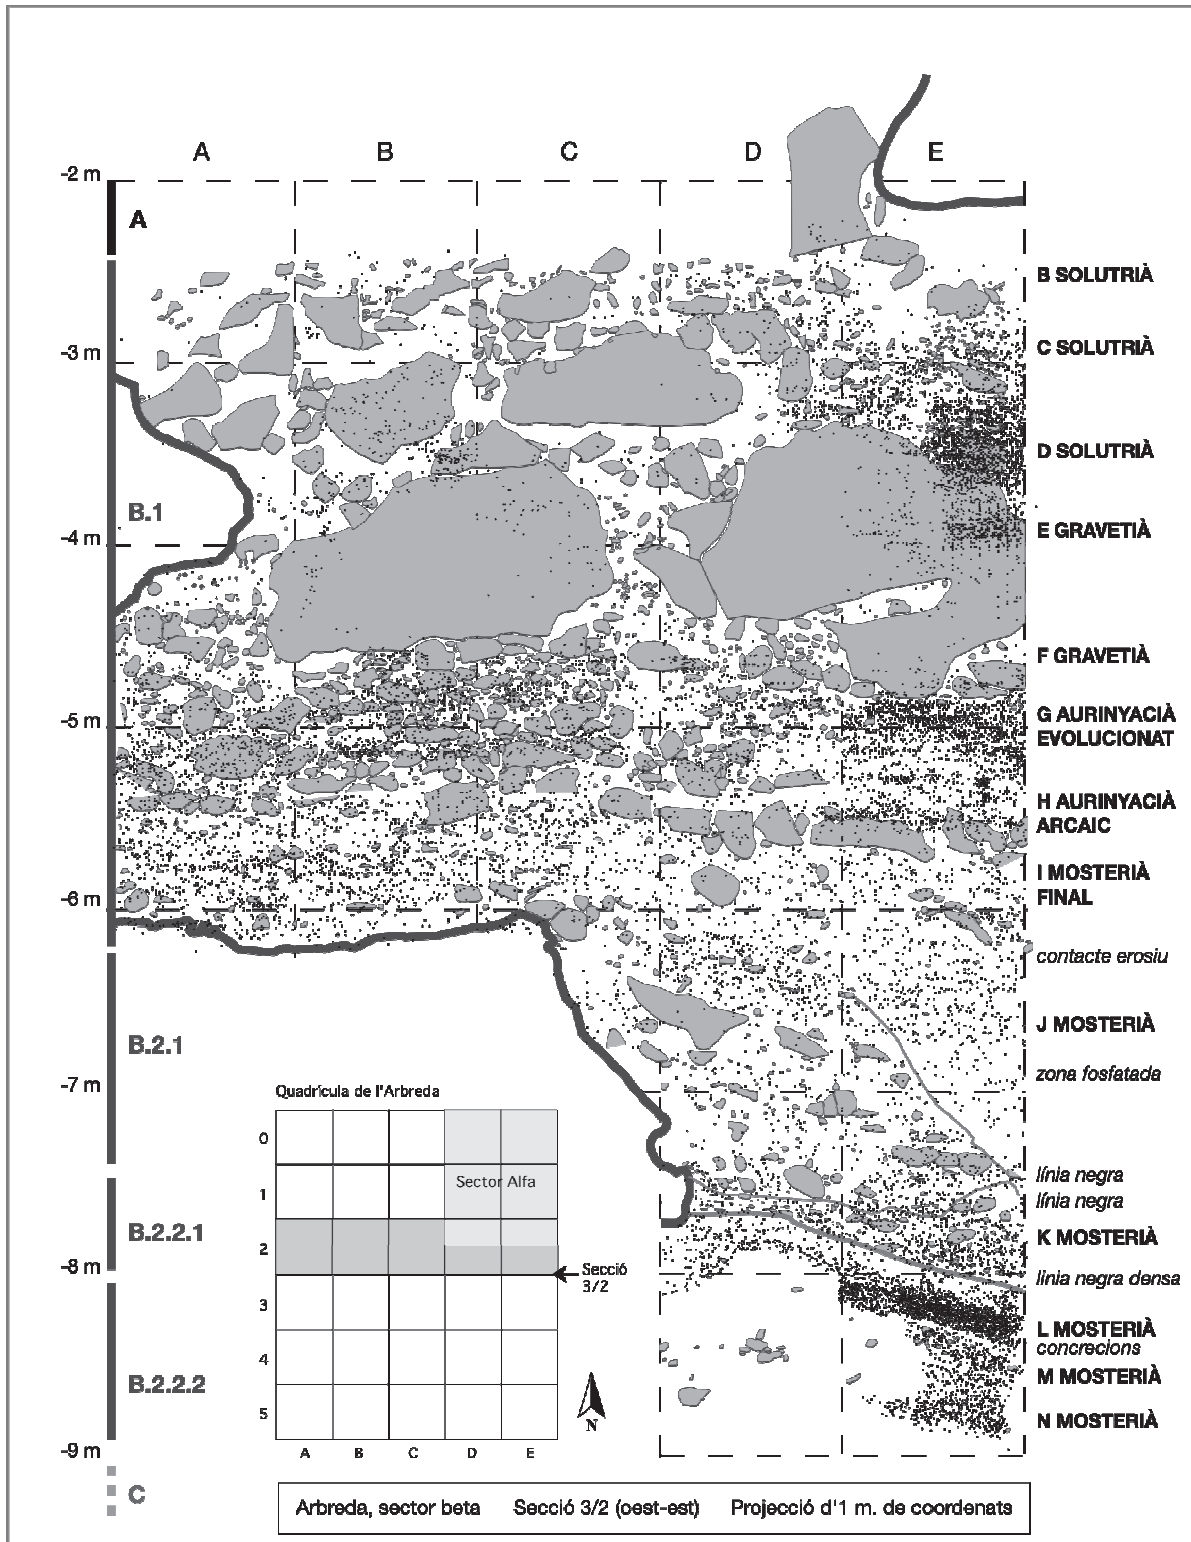 A B C D E
-2 m
A
B SOLUTRIÀ
C SOLUTRIÀ
-3 m
D SOLUTRIÀ
B.1
E GRAVETIÀ
-4 m
F GRAVETIÀ
G AURINYACIÀ
EVOLUCIONAT
-5 m
H AURINYACIÀ
ARCAIC
I MOSTERIÀ
FINAL
-6 m
contacte erosiu
J MOSTERIÀ
B.2.1
zona fosfatada
-7 m
Quadrícula de l'Arbreda
0
1
2
3
4
5
A B C D E
Sector Alfa
Secció
3/2
N
línia negra
línia negra
B.2.2.1
K MOSTERIÀ
-8 m
linia negra densa
L MOSTERIÀ
concrecions
M MOSTERIÀ
B.2.2.2
N MOSTERIÀ
-9 m
C
Arbreda, sector beta Secció 3/2 (oest-est) Projecció d'1 m. de coordenats